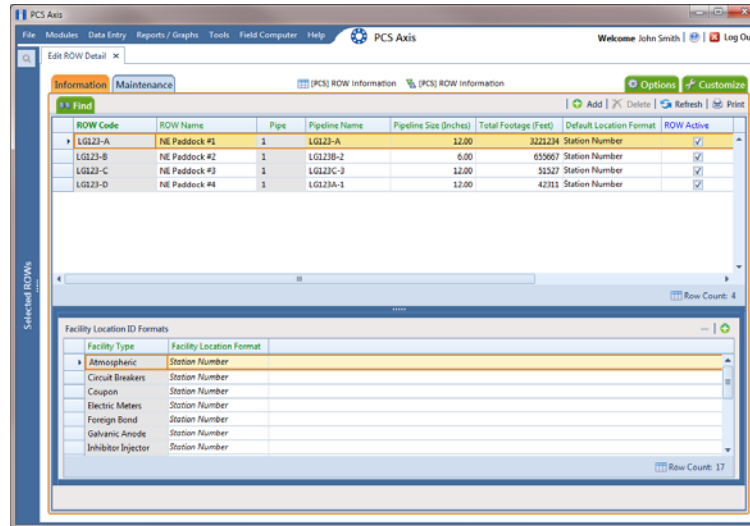 PCS Axis
File Modules Data Entry Reports / Graphs Tools Field Computer Help PCS Axis Welcome John Smith | | Log Ou
Edit ROW Detail ×
Information Maintenance [PCS] ROW Information [PCS] ROW Information Options Customize
Find Add | Delete | Refresh | Print
ROW Code ROW Name Pipe Pipeline Name Pipeline Size (Inches) Total Footage (Feet) Default Location Format ROW Active
LG123-A NE Paddock #1 1 LG123-A 12.00 3221234 Station Number
LG123-B NE Paddock #2 1 LG123B-2 6.00 655667 Station Number
LG123-C NE Paddock #3 1 LG123C-3 12.00 51527 Station Number
LG123-D NE Paddock #4 1 LG123A-1 12.00 42311 Station Number
Row Count: 4
Selected ROWs
Facility Location ID Formats
Facility Type Facility Location Format
Atmospheric Station Number
Circuit Breakers Station Number
Coupon Station Number
Electric Meters Station Number
Foreign Bond Station Number
Galvanic Anode Station Number
Inhibitor Injector Station Number
Row Count: 17